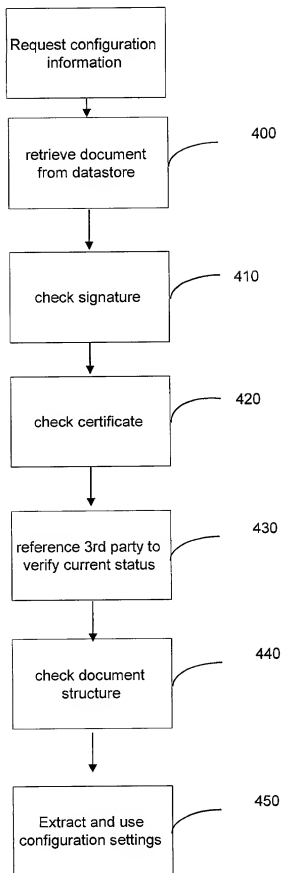 Request configuration
information
400
retrieve document
from datastore
410
check signature
420
check certificate
430
reference 3rd party to
verify current status
440
check document
structure
450
Extract and use
configuration settings